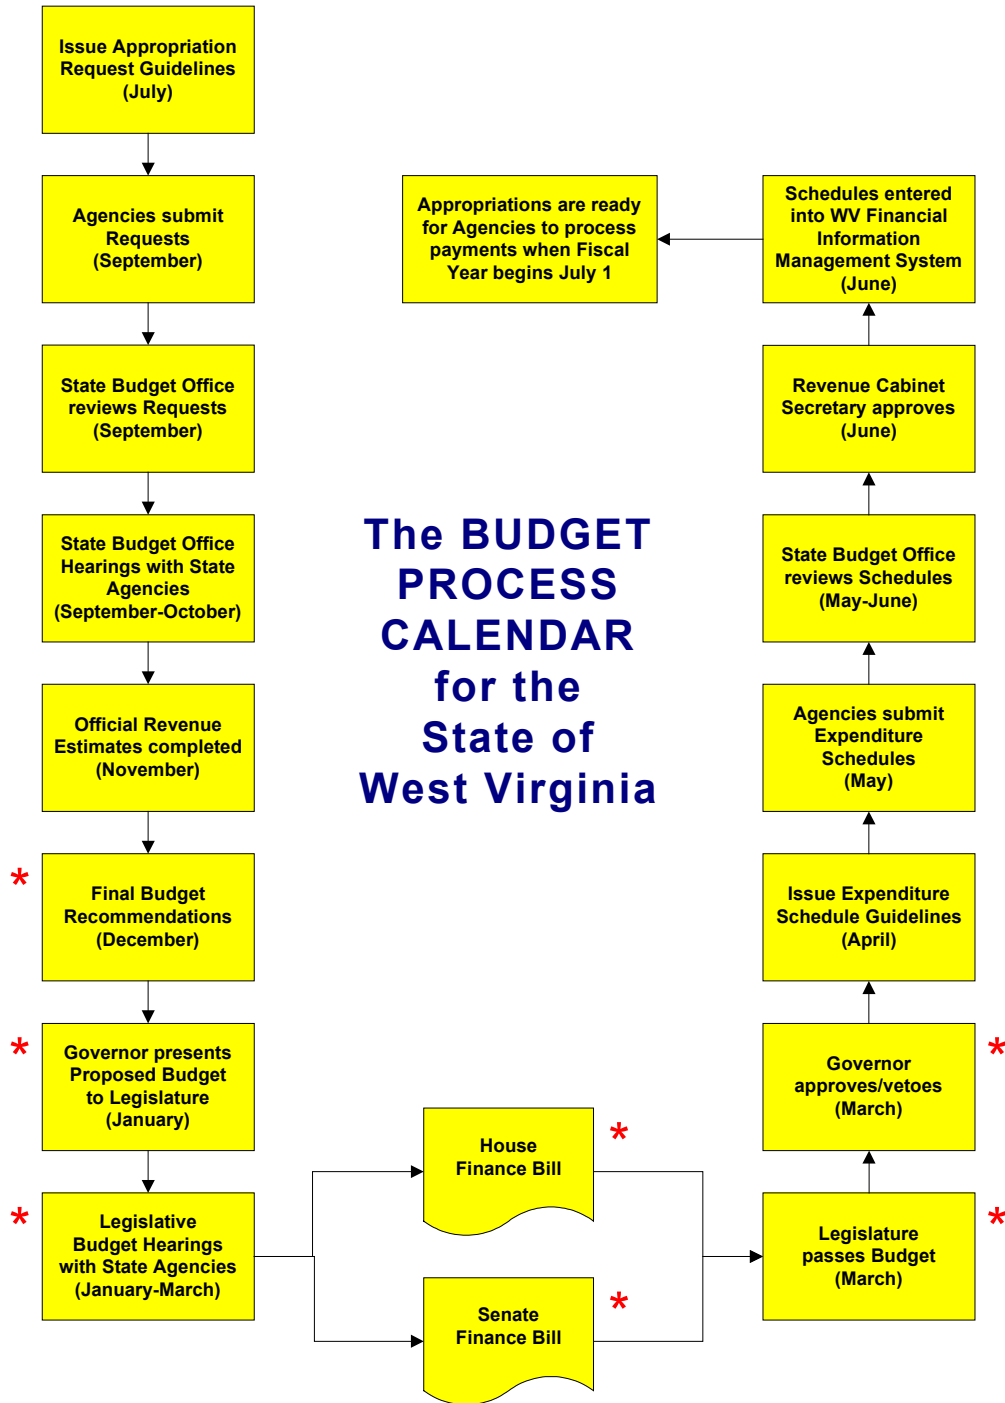 Issue Appropriation
Request Guidelines
(July)
Agencies submit
Requests
(September)
State Budget Office
reviews Requests
(September)
State Budget Office
Hearings with State
Agencies
(September-October)
Official Revenue
Estimates completed
(November)
*
Final Budget
Recommendations
(December)
*
Governor presents
Proposed Budget
to Legislature
(January)
*
Legislative
Budget Hearings
with State Agencies
(January-March)
The BUDGET
PROCESS
CALENDAR
for the
State of
West Virginia
House
Finance Bill
*
Senate
Finance Bill
*
Legislature
passes Budget
(March)
*
Governor
approves/vetoes
(March)
*
Issue Expenditure
Schedule Guidelines
(April)
Agencies submit
Expenditure
Schedules
(May)
State Budget Office
reviews Schedules
(May-June)
Revenue Cabinet
Secretary approves
(June)
Schedules entered
into WV Financial
Information
Management System
(June)
Appropriations are ready
for Agencies to process
payments when Fiscal
Year begins July 1